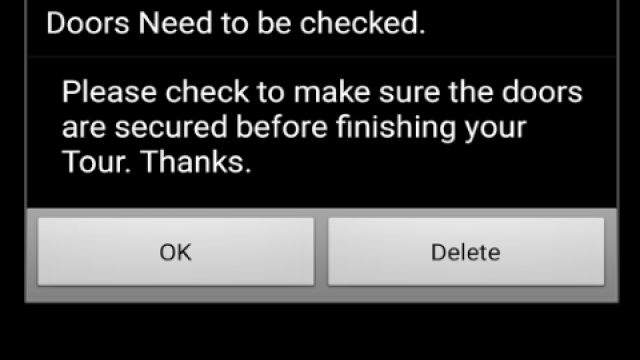 Doors Need to be checked.
Please check to make sure the doors
are secured before finishing your
Tour. Thanks.
OK
Delete